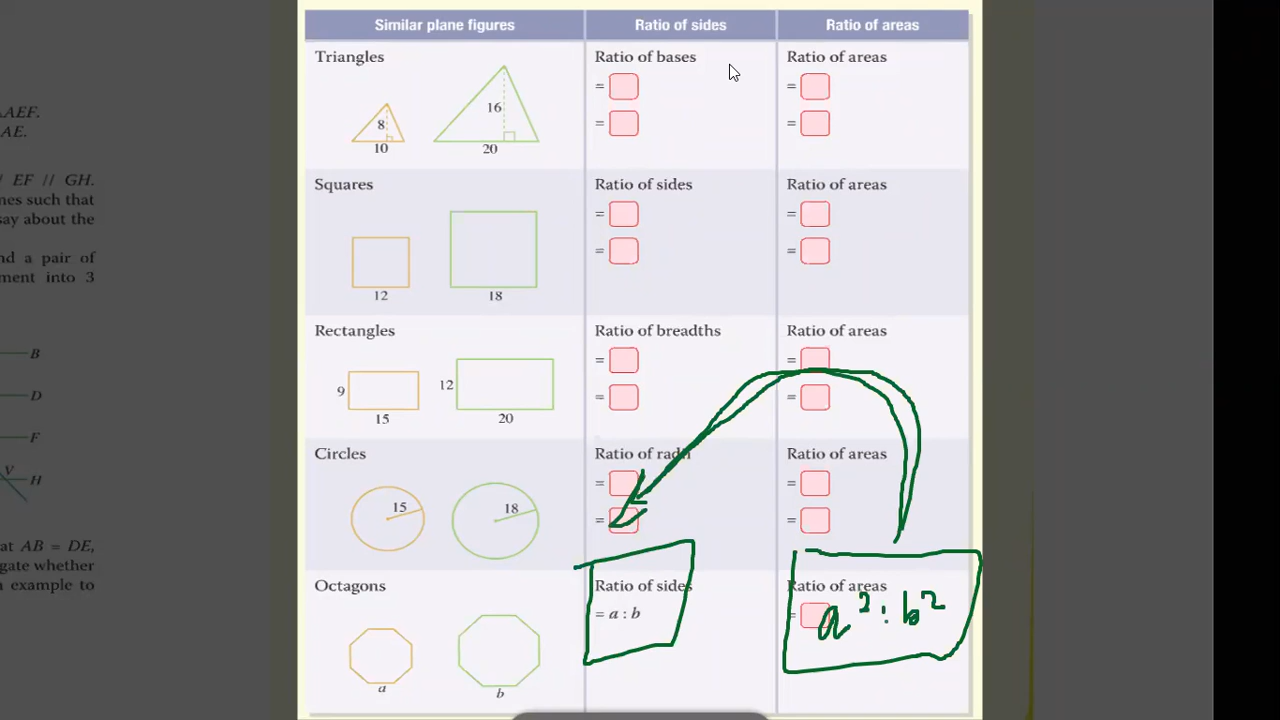 AEF.
AE.
// EF // GH.
nes such that
say about the
nd a pair of
ment into 3
B
D
F
V
H
at AB = DE,
gate whether
n example to
Similar plane figures
Ratio of sides
Ratio of areas
Triangles
8
10
16
20
Ratio of bases
=
=
Ratio of areas
=
=
Squares
12
18
Ratio of sides
=
=
Ratio of areas
=
=
Rectangles
9
15
12
20
Ratio of breadths
=
=
Ratio of areas
=
=
Circles
15
18
Ratio of radii
=
=
Ratio of areas
=
=
Octagons
a
b
Ratio of sides
= a : b
Ratio of areas
= a² : b²